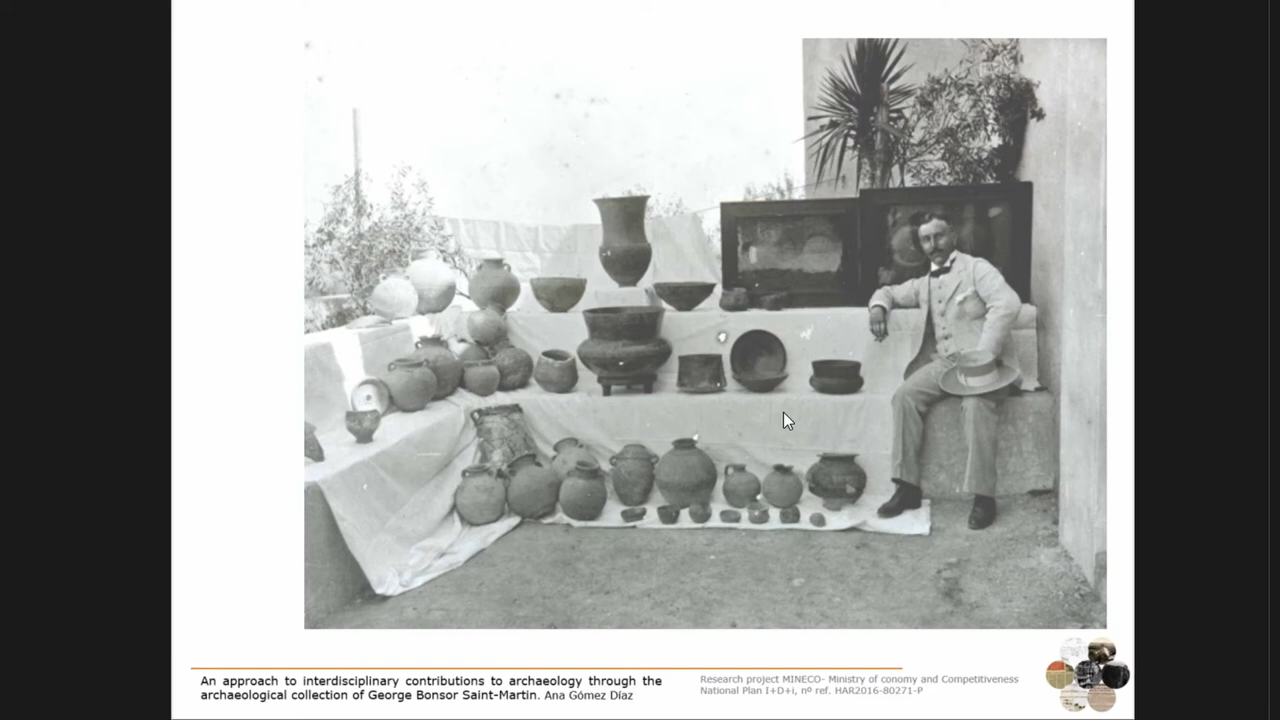 An approach to interdisciplinary contributions to archaeology through the
archaeological collection of George Bonsor Saint-Martin. Ana Gómez Díaz
Research project MINECO- Ministry of conomy and Competitiveness
National Plan I+D+i, nº ref. HAR2016-80271-P